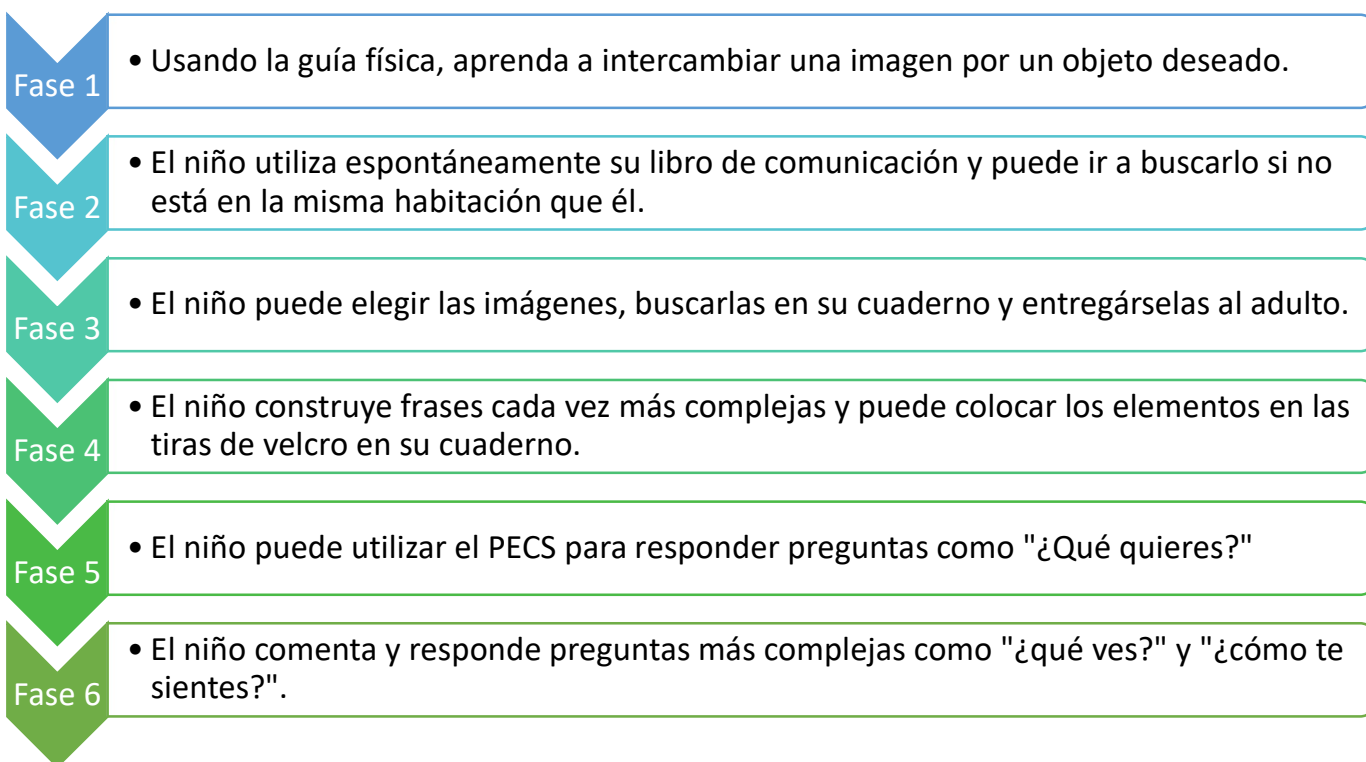 Fase 1
• Usando la guía física, aprenda a intercambiar una imagen por un objeto deseado.
Fase 2
• El niño utiliza espontáneamente su libro de comunicación y puede ir a buscarlo si no
está en la misma habitación que él.
Fase 3
• El niño puede elegir las imágenes, buscarlas en su cuaderno y entregárselas al adulto.
Fase 4
• El niño construye frases cada vez más complejas y puede colocar los elementos en las
tiras de velcro en su cuaderno.
Fase 5
• El niño puede utilizar el PECS para responder preguntas como "¿Qué quieres?"
Fase 6
• El niño comenta y responde preguntas más complejas como "¿qué ves?" y "¿cómo te
sientes?".